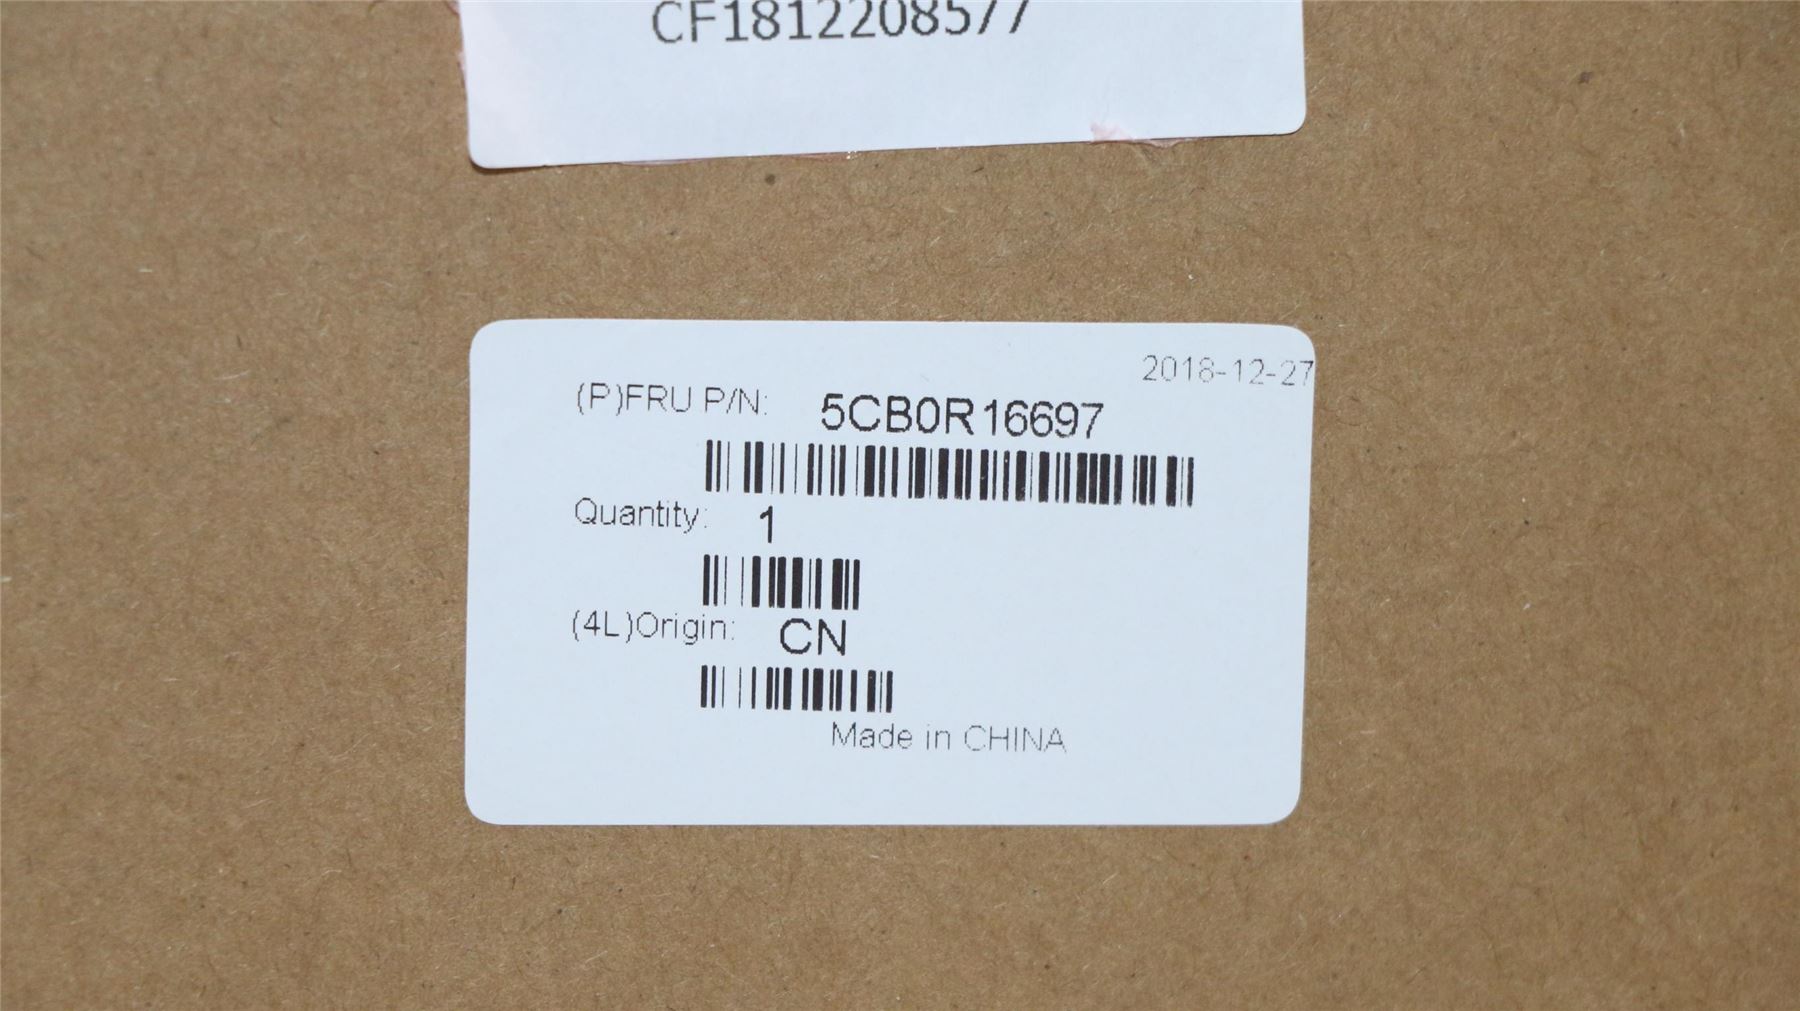 CF1812208577
2018-12-27
(P)FRU P/N: 5CB0R16697
Quantity: 1
(4L)Origin: CN
Made in CHINA